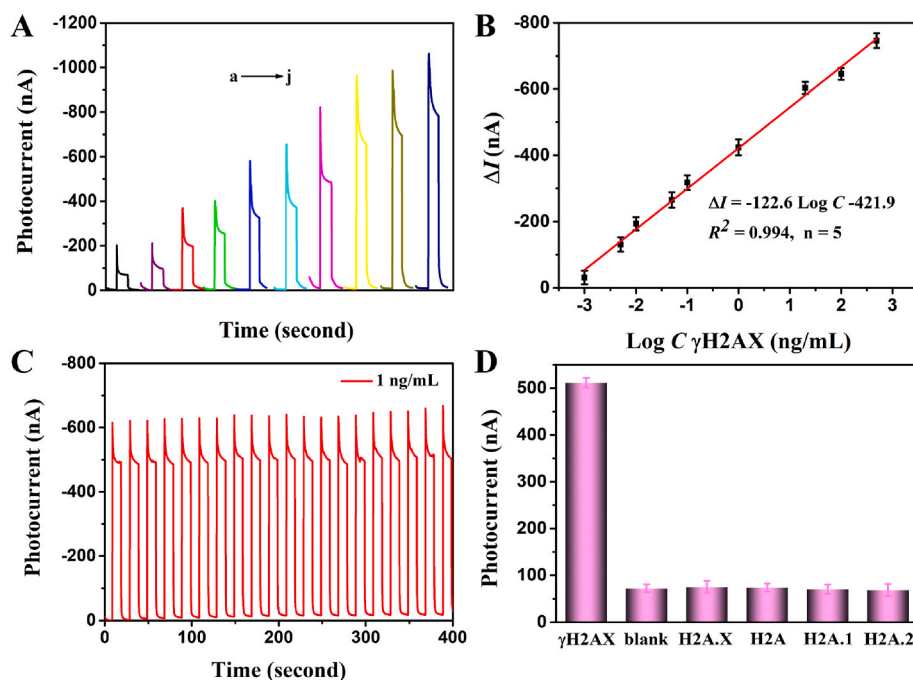 A
-1200
-1000
-800
-600
-400
-200
0
Photocurrent (nA)
a j
Time (second)
B
-800
-600
-400
-200
0
ΔI (nA)
ΔI = -122.6 Log C -421.9
R² = 0.994, n = 5
-3 -2 -1 0 1 2 3
Log C γH2AX (ng/mL)
C
-800
-600
-400
-200
0
Photocurrent (nA)
1 ng/mL
0 100 200 300 400
Time (second)
D
500
400
300
200
100
0
Photocurrent (nA)
γH2AX blank H2A.X H2A H2A.1 H2A.2